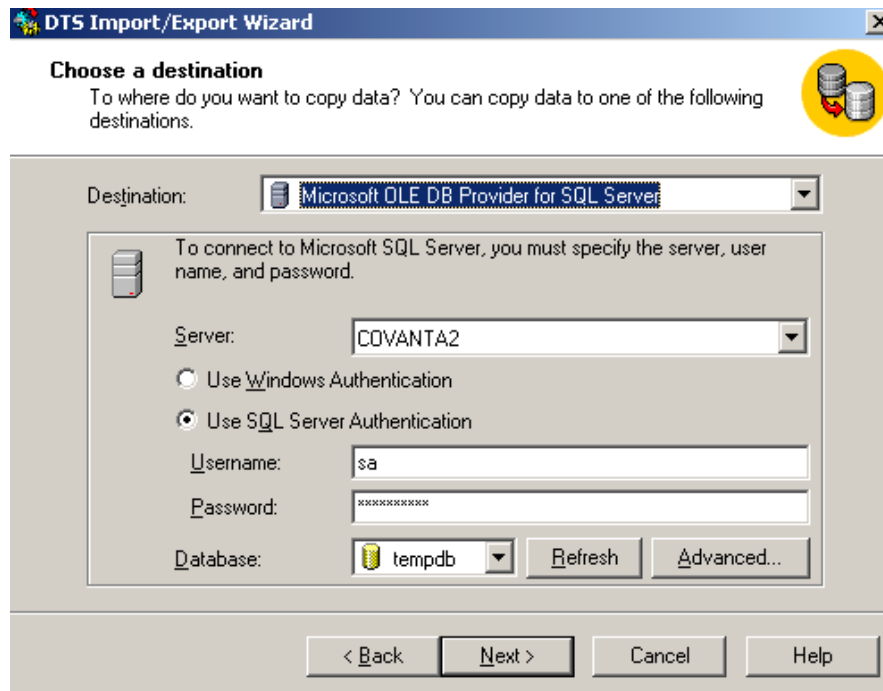 DTS Import/Export Wizard
Choose a destination
To where do you want to copy data? You can copy data to one of the following
destinations.
Destination: Microsoft OLE DB Provider for SQL Server
To connect to Microsoft SQL Server, you must specify the server, user
name, and password.
Server: COVANTA2
Use Windows Authentication
Use SQL Server Authentication
Username: sa
Password: **********
Database: tempdb Refresh Advanced...
< Back Next > Cancel Help